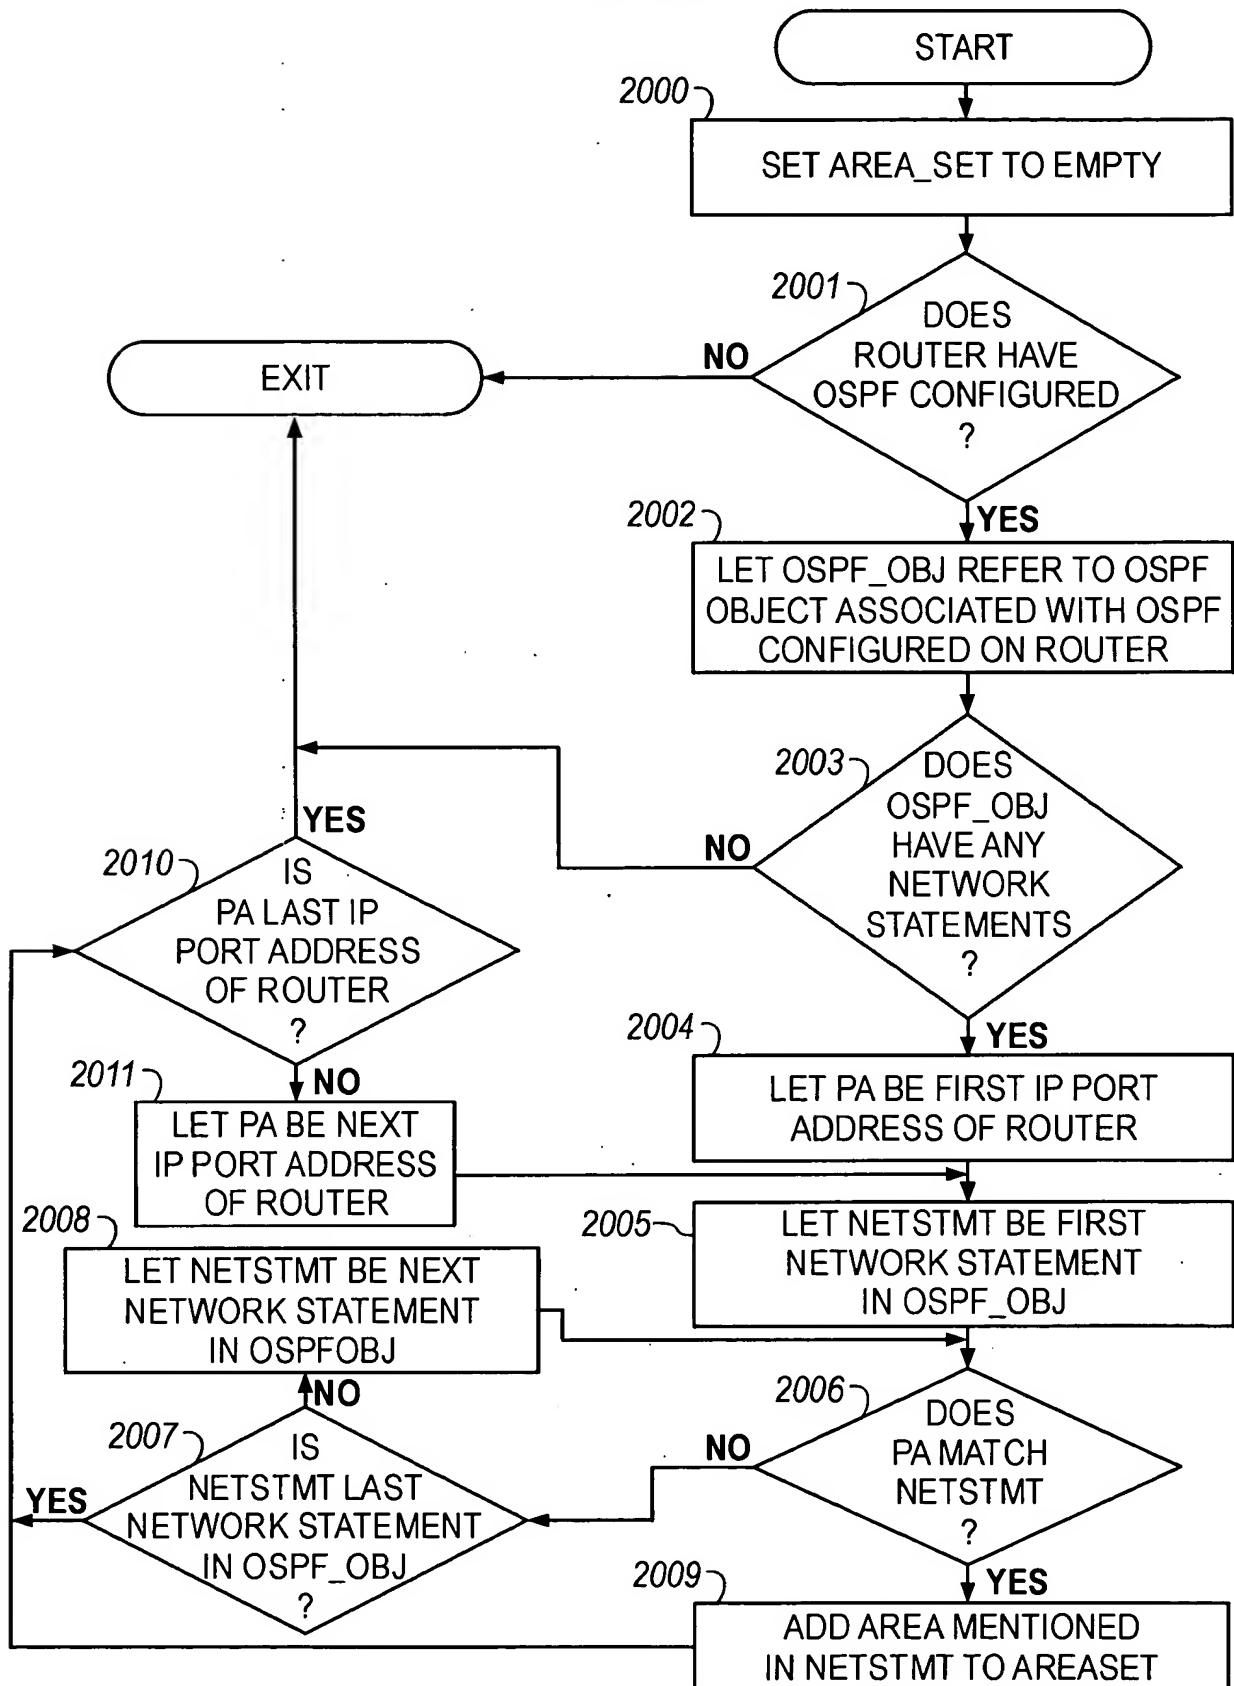 START
2000
SET AREA_SET TO EMPTY
2001
DOES
ROUTER HAVE
OSPF CONFIGURED
?
NO
EXIT
YES
2002
LET OSPF_OBJ REFER TO OSPF
OBJECT ASSOCIATED WITH OSPF
CONFIGURED ON ROUTER
2003
DOES
OSPF_OBJ
HAVE ANY
NETWORK
STATEMENTS
?
NO
YES
2004
LET PA BE FIRST IP PORT
ADDRESS OF ROUTER
YES
2010
IS
PA LAST IP
PORT ADDRESS
OF ROUTER
?
NO
2011
LET PA BE NEXT
IP PORT ADDRESS
OF ROUTER
2005
LET NETSTMT BE FIRST
NETWORK STATEMENT
IN OSPF_OBJ
2008
LET NETSTMT BE NEXT
NETWORK STATEMENT
IN OSPFOBJ
NO
2006
DOES
PA MATCH
NETSTMT
?
NO
2007
IS
NETSTMT LAST
NETWORK STATEMENT
IN OSPF_OBJ
?
YES
YES
2009
ADD AREA MENTIONED
IN NETSTMT TO AREASET